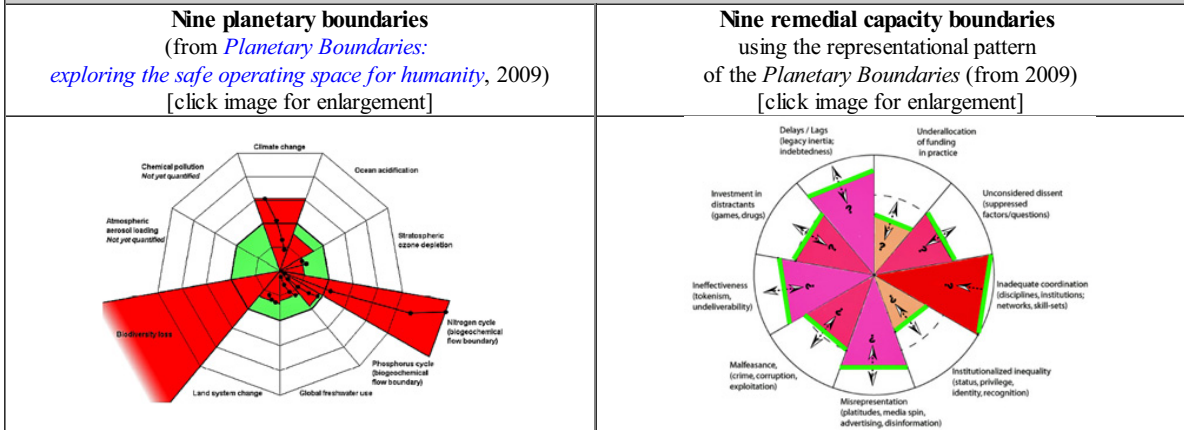 Nine planetary boundaries
(from Planetary Boundaries:
exploring the safe operating space for humanity, 2009)
[click image for enlargement]
Nine remedial capacity boundaries
using the representational pattern
of the Planetary Boundaries (from 2009)
[click image for enlargement]
Climate change
Ocean acidification
Stratospheric
ozone depletion
Nitrogen cycle
(biogeochemical
flow boundary)
Phosphorus cycle
(biogeochemical
flow boundary)
Global freshwater use
Land system change
Biodiversity loss
Atmospheric
aerosol loading
Not yet quantified
Chemical pollution
Not yet quantified
Delays / Lags
(legacy inertia;
indebtedness)
Underallocation
of funding
in practice
Unconsidered dissent
(suppressed
factors/questions)
Inadequate coordination
(disciplines, institutions;
networks, skill-sets)
Institutionalized inequality
(status, privilege,
identity, recognition)
Misrepresentation
(platitudes, media spin,
advertising, disinformation)
Malfeasance,
(crime, corruption,
exploitation)
Ineffectiveness
(tokenism,
undeliverability)
Investment in
distractants
(games, drugs)
?
?
?
?
?
?
?
?
?